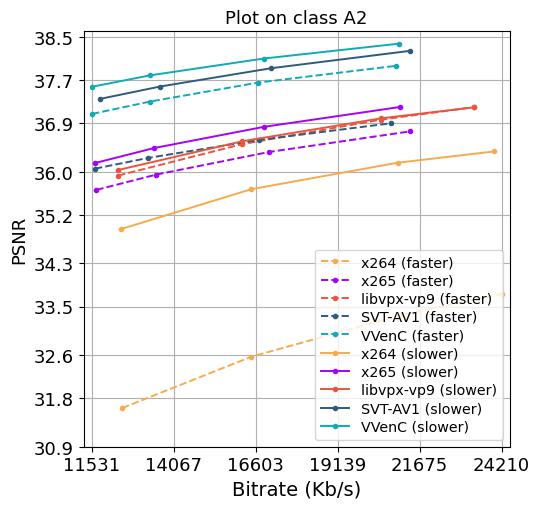 Plot on class A2
PSNR
38.5
37.7
36.9
36.0
35.2
34.3
33.5
32.6
31.8
30.9
x264 (faster)
x265 (faster)
libvpx-vp9 (faster)
SVT-AV1 (faster)
VVenC (faster)
x264 (slower)
x265 (slower)
libvpx-vp9 (slower)
SVT-AV1 (slower)
VVenC (slower)
11531 14067 16603 19139 21675 24210
Bitrate (Kb/s)